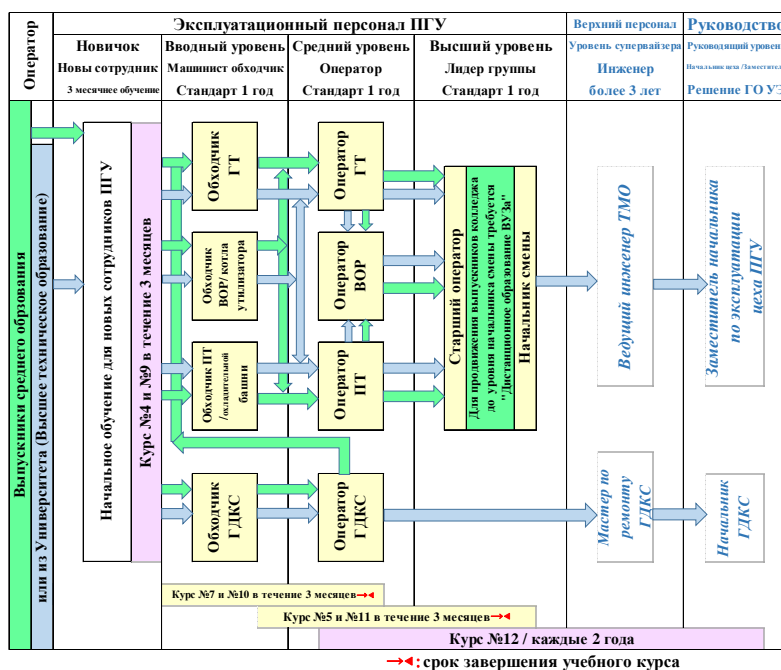 Оператор
Эксплуатационный персонал ПГУ
Верхний персонал
Руководство
Новичок
Новы сотрудник
3 месячнее обучение
Вводный уровень
Машинист обходчик
Стандарт 1 год
Средний уровень
Оператор
Стандарт 1 год
Высший уровень
Лидер группы
Стандарт 1 год
Уровень супервайзера
Инженер
более 3 лет
Руководящий уровень
Начальник цеха /Заместитель
Решение ГО УЭ
Выпускники среднего обрования
или из Университета (Высшее техническое образование)
Начальное обучение для новых сотрудников ПГУ
Курс №4 и №9 в течение 3 месяцев
Обходчик
ГТ
Обходчик
ВОР/ котла
утилизатора
Обходчик ПТ
/охладительной
башни
Обходчик
ГДКС
Оператор
ГТ
Оператор
ВОР
Оператор
ПТ
Оператор
ГДКС
Старший оператор
Для продвижения выпускников колледжа
до уровня начальника смены требуется
"Дистанционное образование ВУЗа"
Начальник смены
Ведущий инженер ТМО
Заместитель начальника
по эксплуатации
цеха ПГУ
Мастер по
ремонту
ГДКС
Начальник
ГДКС
Курс №7 и №10 в течение 3 месяцев
Курс №5 и №11 в течение 3 месяцев
Курс №12 / каждые 2 года
: срок завершения учебного курса